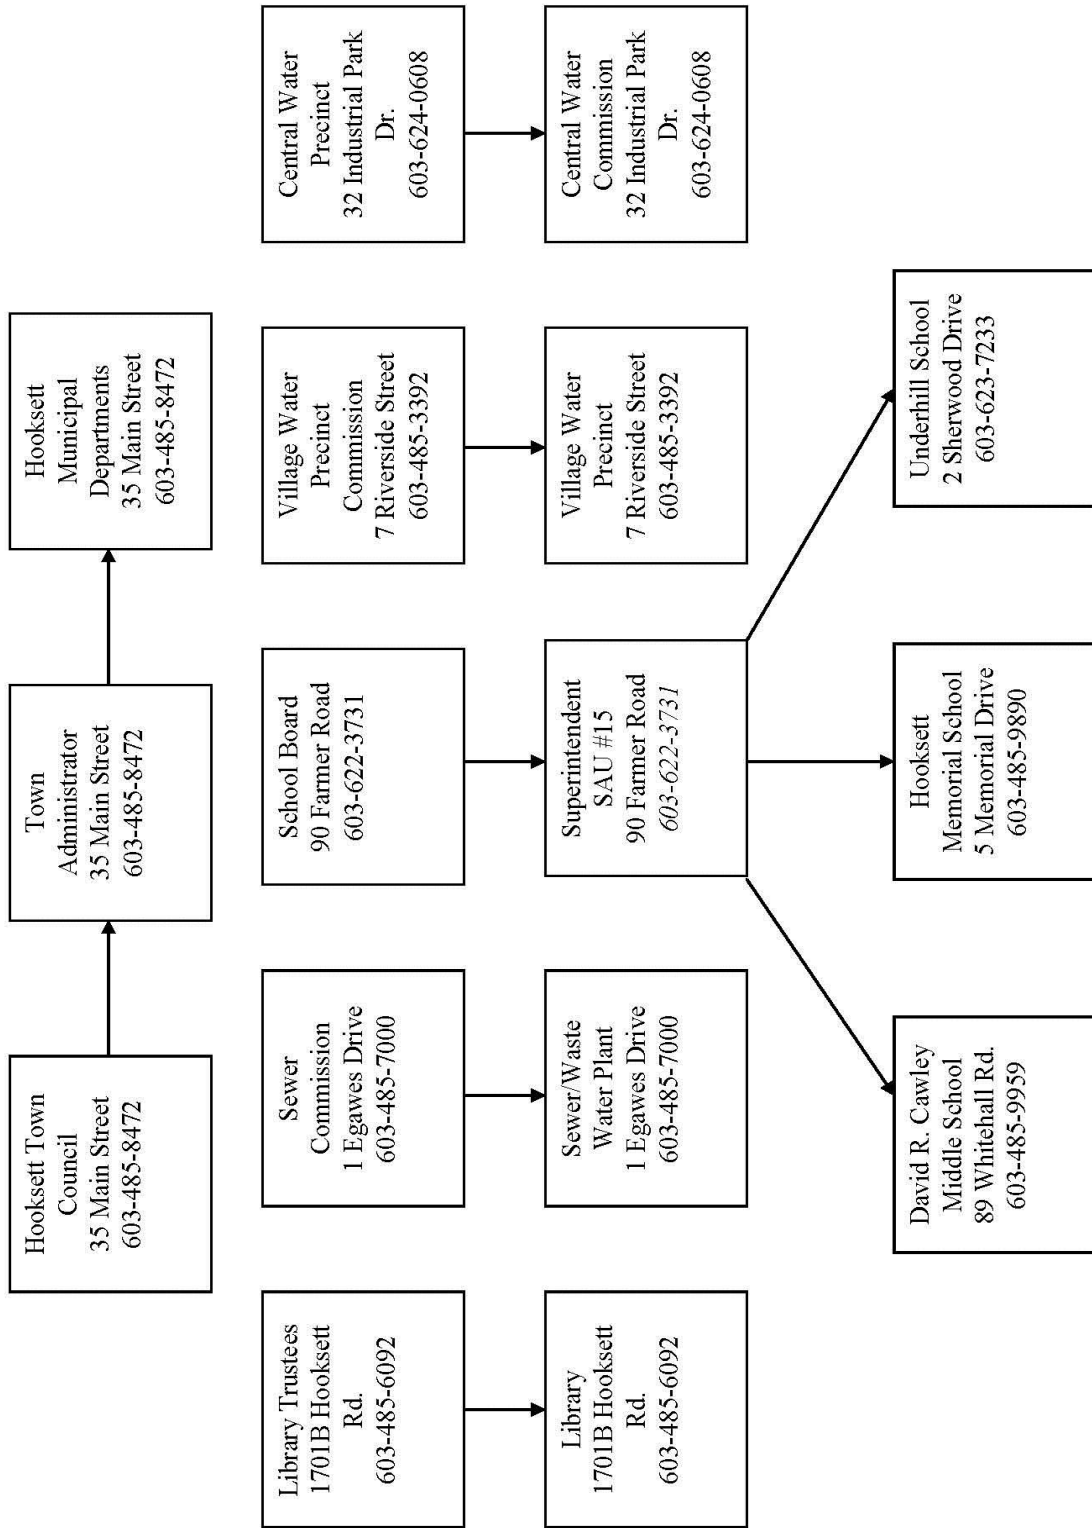 Hooksett Town
Council
35 Main Street
603-485-8472
Town
Administrator
35 Main Street
603-485-8472
Hooksett
Municipal
Departments
35 Main Street
603-485-8472
Library Trustees
1701B Hooksett
Rd.
603-485-6092
Sewer
Commission
1 Egawes Drive
603-485-7000
School Board
90 Farmer Road
603-622-3731
Village Water
Precinct
Commission
7 Riverside Street
603-485-3392
Central Water
Precinct
32 Industrial Park
Dr.
603-624-0608
Library
1701B Hooksett
Rd.
603-485-6092
Sewer/Waste
Water Plant
1 Egawes Drive
603-485-7000
Superintendent
SAU #15
90 Farmer Road
603-622-3731
Village Water
Precinct
7 Riverside Street
603-485-3392
Central Water
Commission
32 Industrial Park
Dr.
603-624-0608
David R. Cawley
Middle School
89 Whitehall Rd.
603-485-9959
Hooksett
Memorial School
5 Memorial Drive
603-485-9890
Underhill School
2 Sherwood Drive
603-623-7233